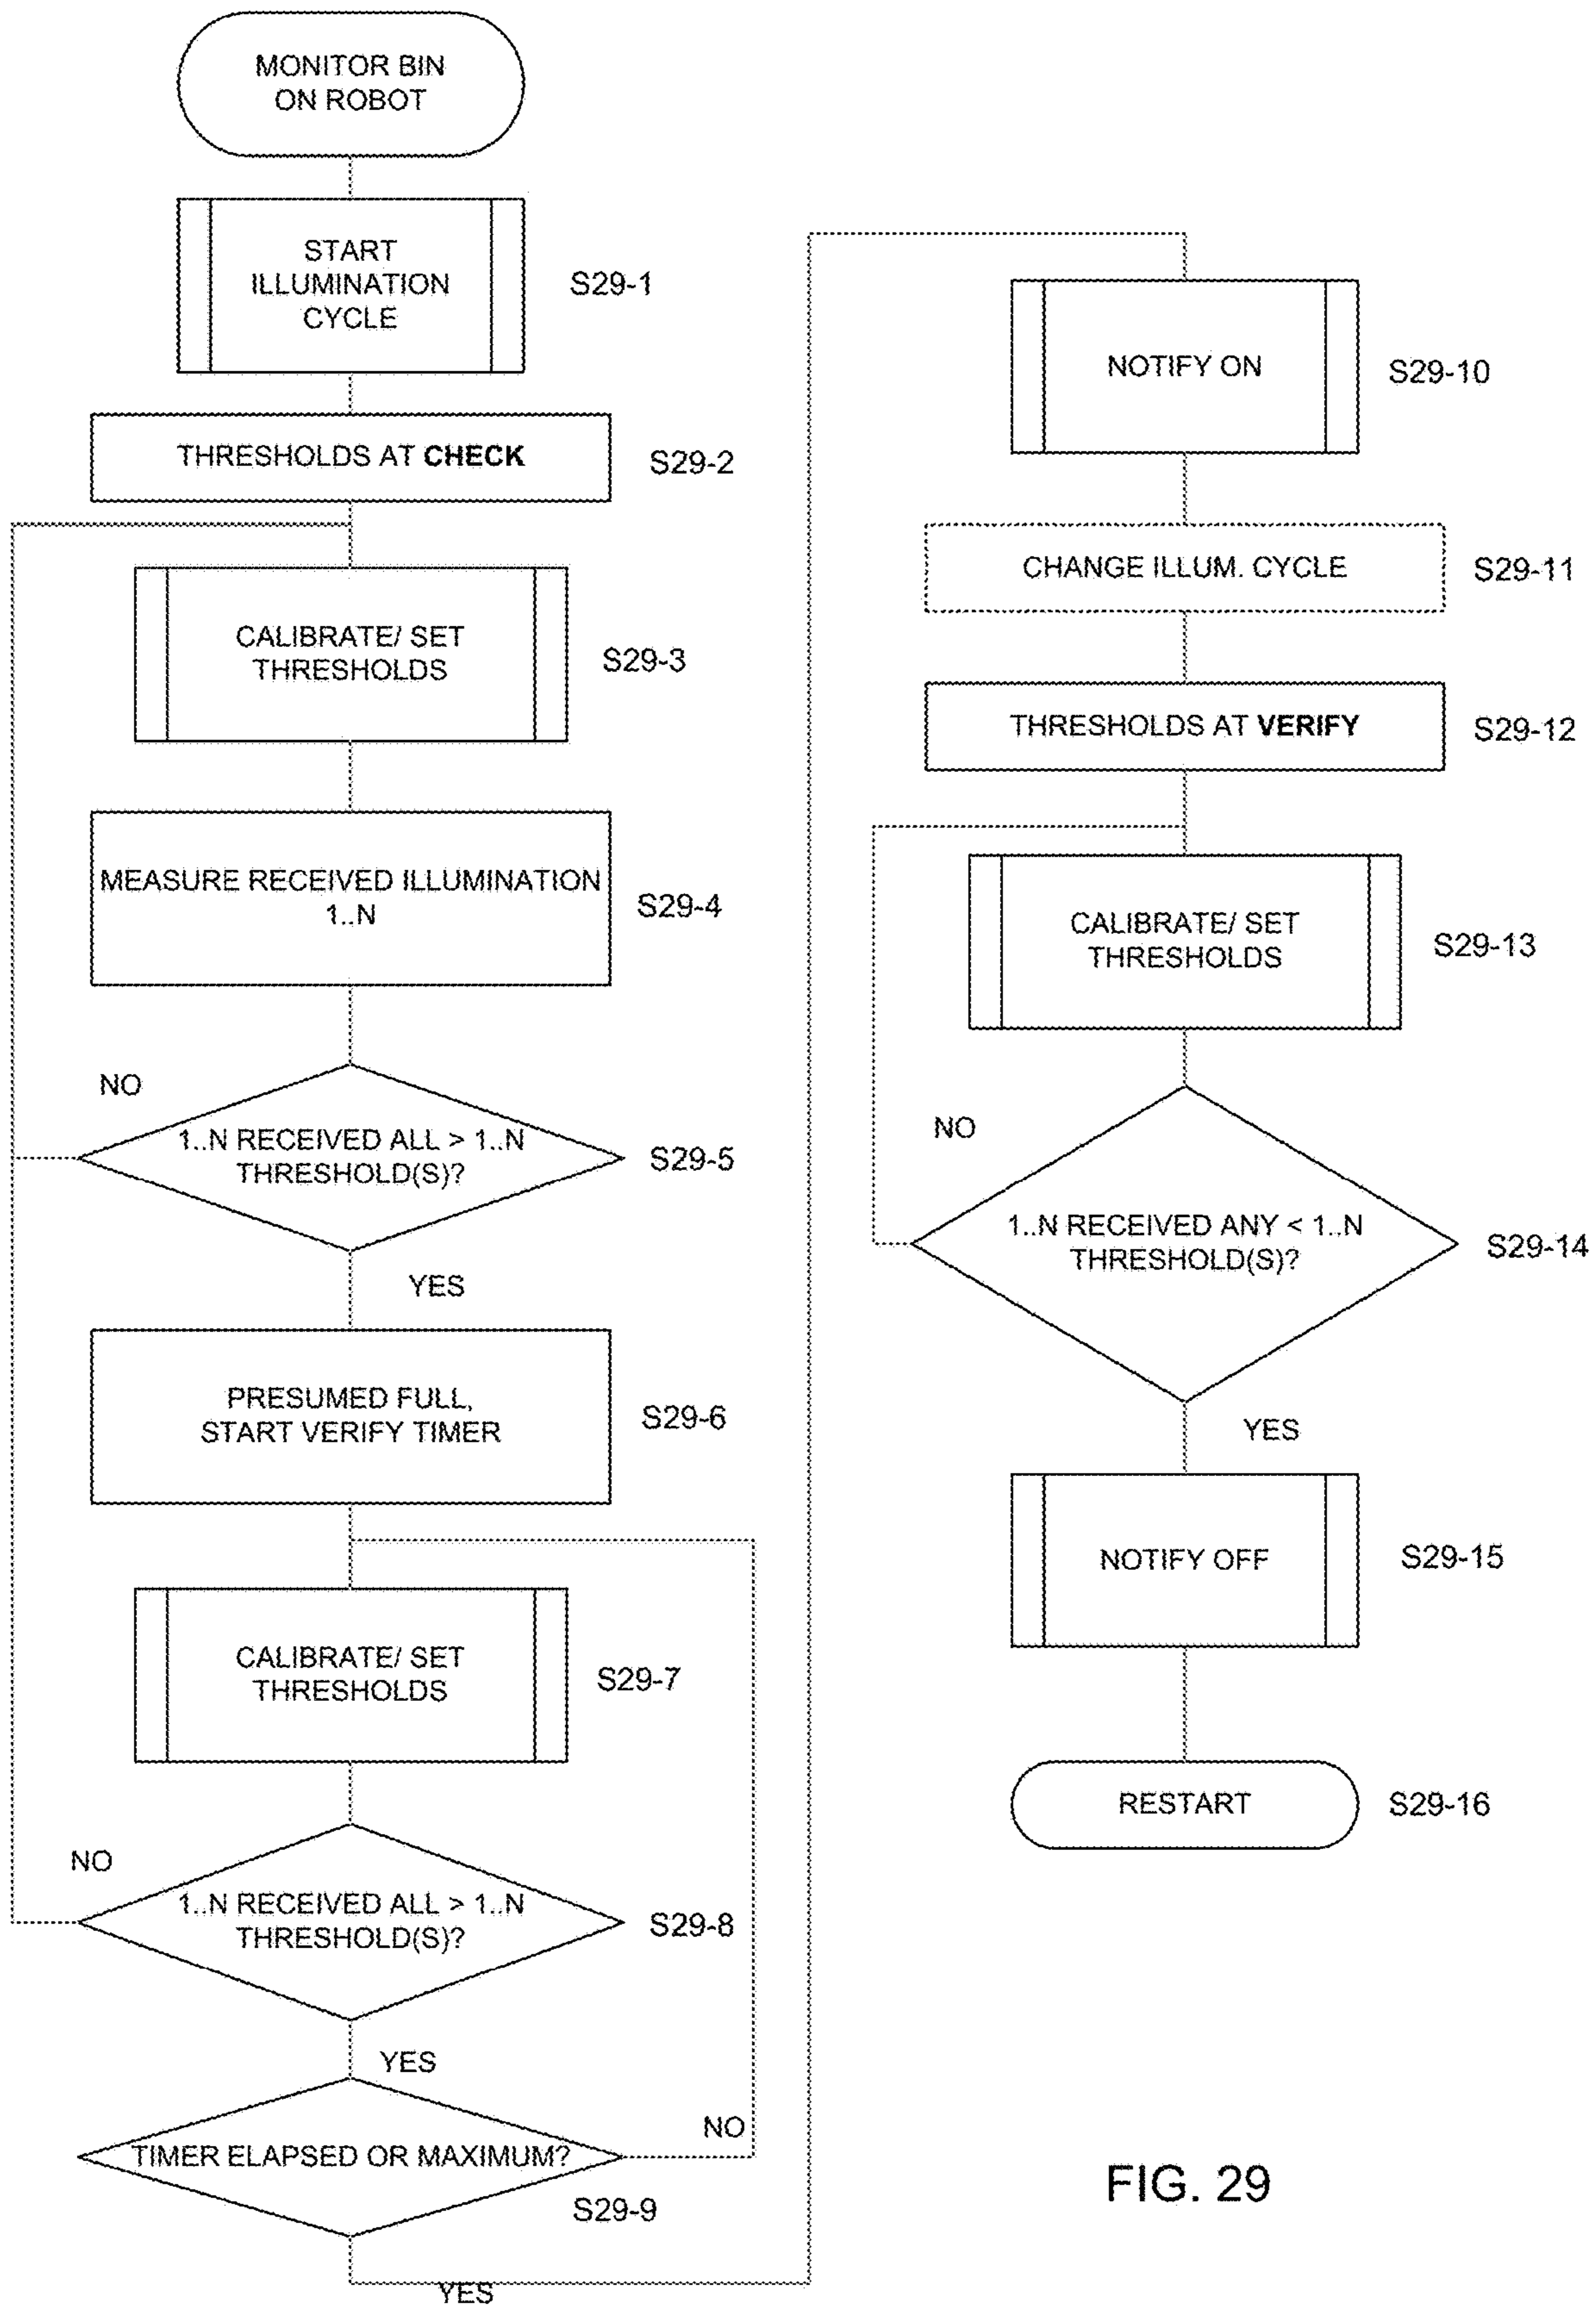 MONITOR BIN
ON ROBOT
START
ILLUMINATION
CYCLE
S29-1
THRESHOLDS AT CHECK
S29-2
CALIBRATE/ SET
THRESHOLDS
S29-3
MEASURE RECEIVED ILLUMINATION
1..N
S29-4
NO
1..N RECEIVED ALL > 1..N
THRESHOLD(S)?
S29-5
YES
PRESUMED FULL,
START VERIFY TIMER
S29-6
CALIBRATE/ SET
THRESHOLDS
S29-7
NO
1..N RECEIVED ALL > 1..N
THRESHOLD(S)?
S29-8
YES
NO
TIMER ELAPSED OR MAXIMUM?
S29-9
YES
NOTIFY ON
S29-10
CHANGE ILLUM. CYCLE
S29-11
THRESHOLDS AT VERIFY
S29-12
CALIBRATE/ SET
THRESHOLDS
S29-13
NO
1..N RECEIVED ANY < 1..N
THRESHOLD(S)?
S29-14
YES
NOTIFY OFF
S29-15
RESTART
S29-16
FIG. 29